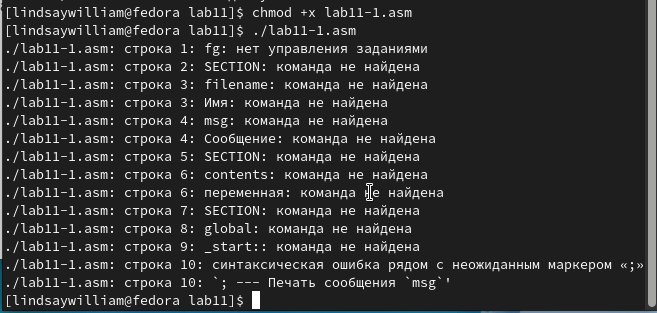 [lindsaywilliam@fedora lab11]$ chmod +x lab11-1.asm
[lindsaywilliam@fedora lab11]$ ./lab11-1.asm
./lab11-1.asm: строка 1: fg: нет управления заданиями
./lab11-1.asm: строка 2: SECTION: команда не найдена
./lab11-1.asm: строка 3: filename: команда не найдена
./lab11-1.asm: строка 3: Имя: команда не найдена
./lab11-1.asm: строка 4: msg: команда не найдена
./lab11-1.asm: строка 4: Сообщение: команда не найдена
./lab11-1.asm: строка 5: SECTION: команда не найдена
./lab11-1.asm: строка 6: contents: команда не найдена
./lab11-1.asm: строка 6: переменная: команда не найдена
./lab11-1.asm: строка 7: SECTION: команда не найдена
./lab11-1.asm: строка 8: global: команда не найдена
./lab11-1.asm: строка 9: _start:: команда не найдена
./lab11-1.asm: строка 10: синтаксическая ошибка рядом с неожиданным маркером «;»
./lab11-1.asm: строка 10: `; --- Печать сообщения `msg`'
[lindsaywilliam@fedora lab11]$